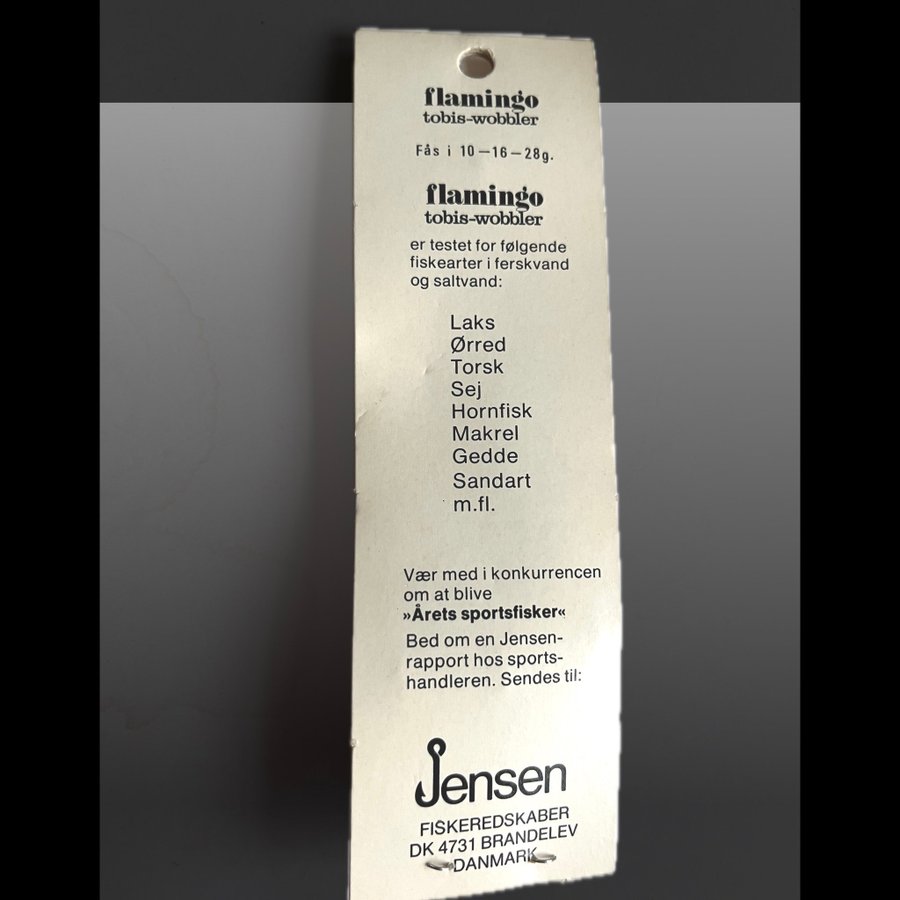 flamingo
tobis-wobbler
Fås i 10—16—28g.
flamingo
tobis-wobbler
er testet for følgende
fiskearter i ferskvand
og saltvand:
Laks
Ørred
Torsk
Sej
Hornfisk
Makrel
Gedde
Sandart
m.fl.
Vær med i konkurrencen
om at blive
»Årets sportsfisker«
Bed om en Jensen-
rapport hos sports-
handleren. Sendes til:
Jensen
FISKEREDSKABER
DK 4731 BRANDELEV
DANMARK